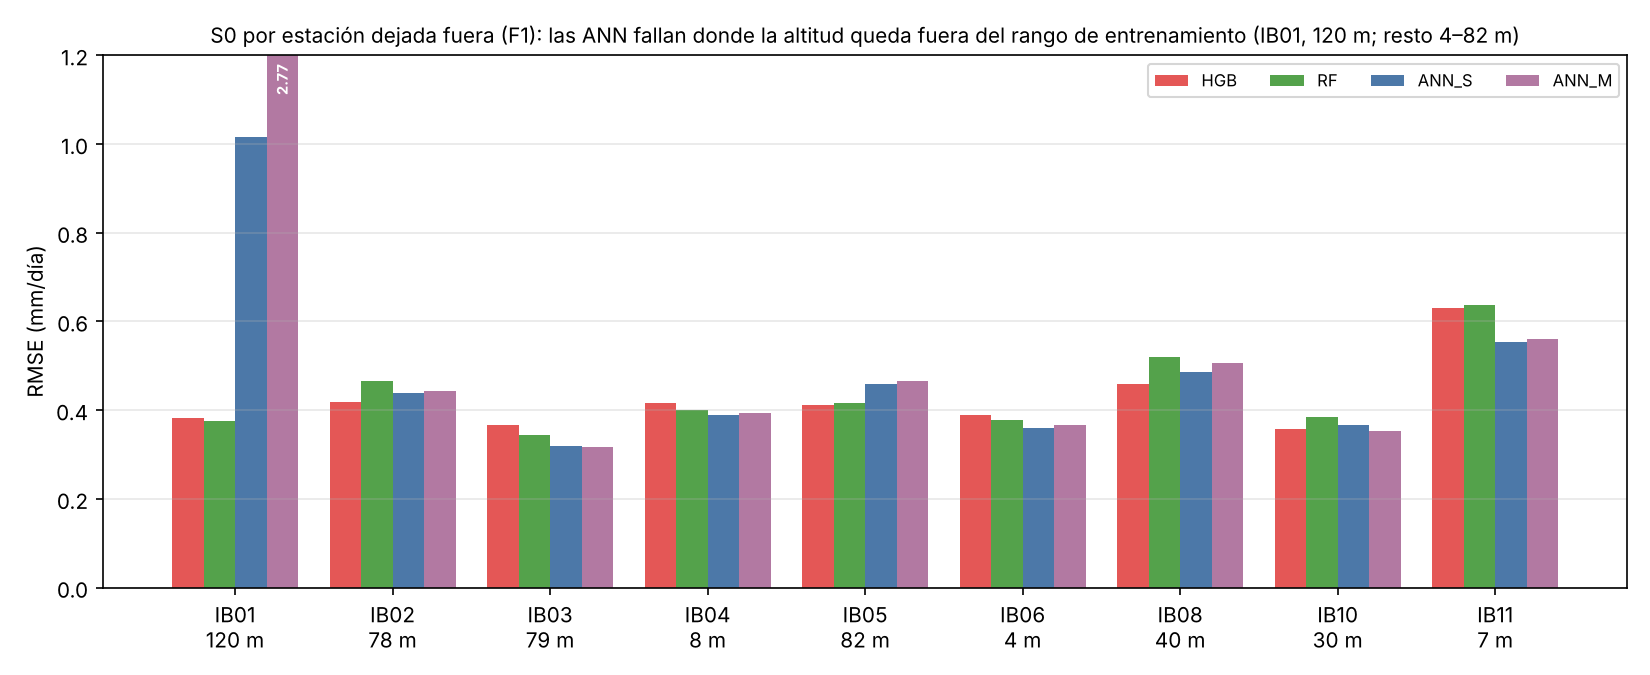 S0 por estación dejada fuera (F1): las ANN fallan donde la altitud queda fuera del rango de entrenamiento (IB01, 120 m; resto 4–82 m)
HGB RF ANN_S ANN_M
RMSE (mm/día)
1.2
1.0
0.8
0.6
0.4
0.2
0.0
2.77
IB01 IB02 IB03 IB04 IB05 IB06 IB08 IB10 IB11
120 m 78 m 79 m 8 m 82 m 4 m 40 m 30 m 7 m